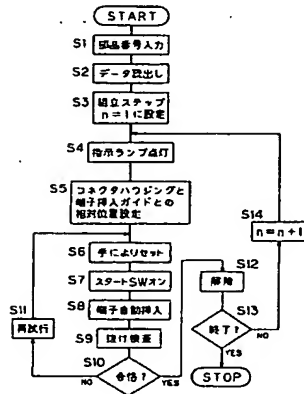 START
S1
部品番号入力
S2
データ読出し
S3
組立ステップ
n=1に設定
S4
指示ランプ点灯
S5
コネクタハウジングと
端子挿入ガイドとの
相対位置設定
S14
n=n+1
S6
手によりセット
S7
スタートSWオン
S8
端子自動挿入
S9
抜け検査
S10
合格?
NO
YES
S11
再試行
S12
解除
S13
終了?
NO
YES
STOP